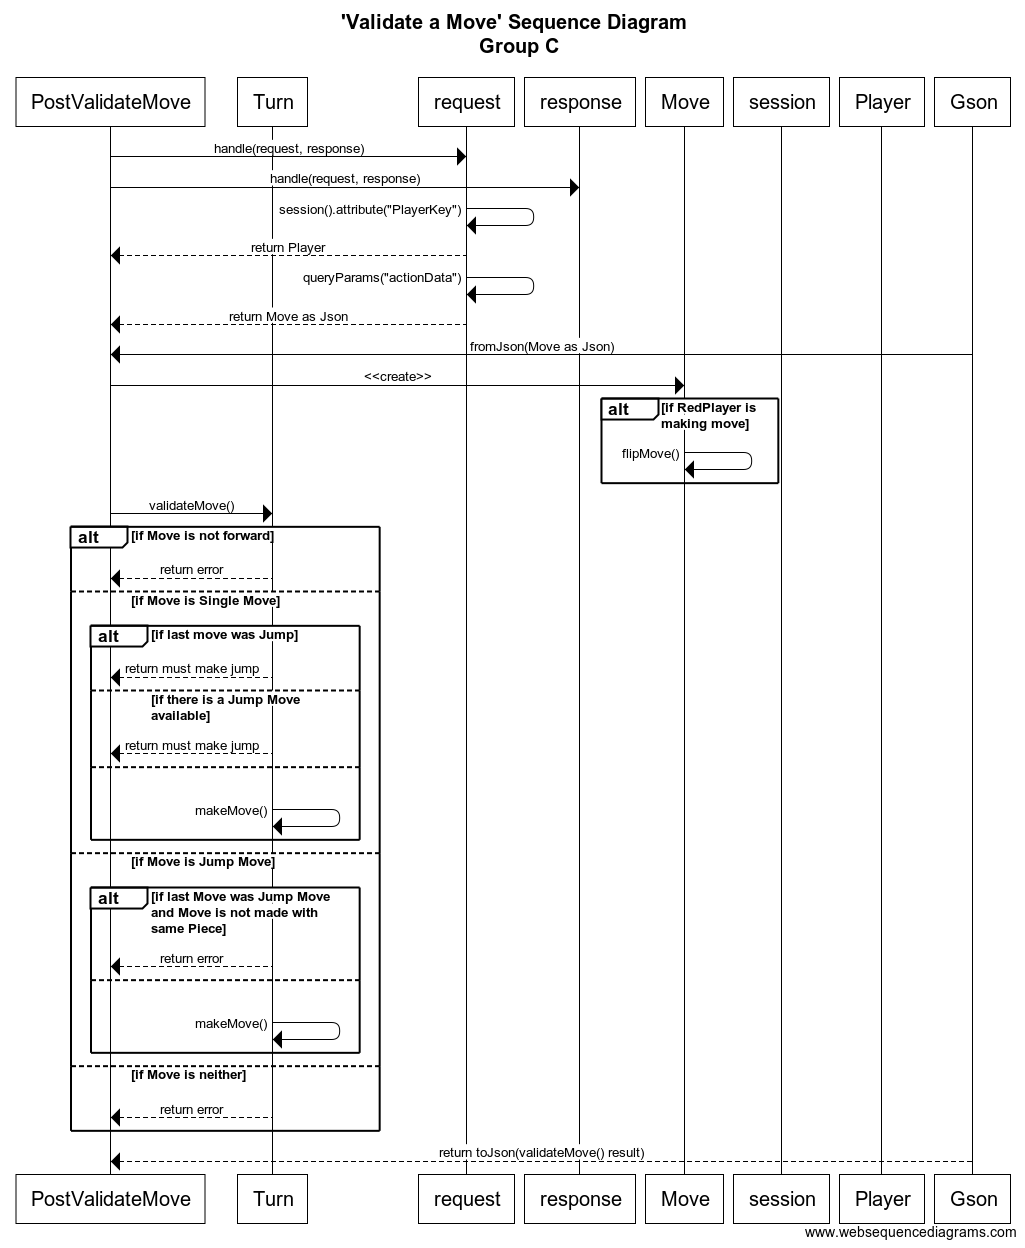 'Validate a Move' Sequence Diagram
Group C
PostValidateMove
Turn
request
response
Move
session
Player
Gson
handle(request, response)
handle(request, response)
session().attribute("PlayerKey")
return Player
queryParams("actionData")
return Move as Json
fromJson(Move as Json)
<<create>>
alt
[if RedPlayer is
making move]
flipMove()
validateMove()
alt
[if Move is not forward]
return error
[if Move is Single Move]
alt
[if last move was Jump]
return must make jump
[if there is a Jump Move
available]
return must make jump
makeMove()
[if Move is Jump Move]
alt
[if last Move was Jump Move
and Move is not made with
same Piece]
return error
makeMove()
[if Move is neither]
return error
return toJson(validateMove() result)
PostValidateMove
Turn
request
response
Move
session
Player
Gson
www.websequencediagrams.com